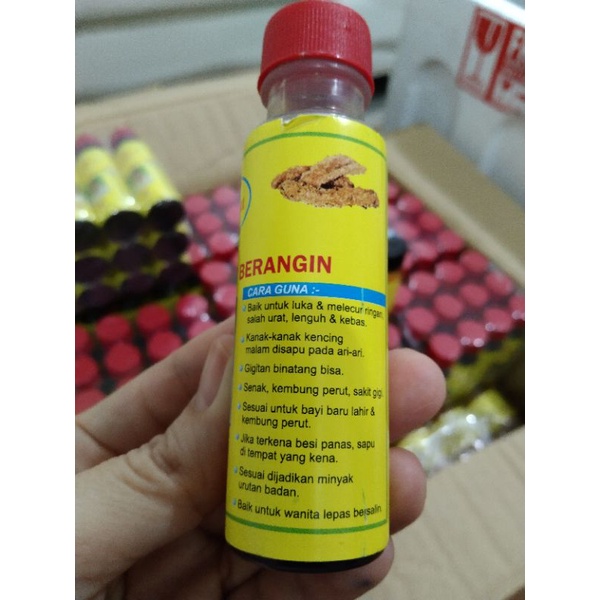 BERANGIN
CARA GUNA :-
Baik untuk luka & melecur ringan,
salah urat, lenguh & kebas.
Kanak-kanak kencing
malam disapu pada ari-ari.
Gigitan binatang bisa.
Senak, kembung perut, sakit gigi
Sesuai untuk bayi baru lahir &
kembung perut.
Jika terkena besi panas, sapu
di tempat yang kena.
Sesuai dijadikan minyak
urutan badan.
Baik untuk wanita lepas bersalin.